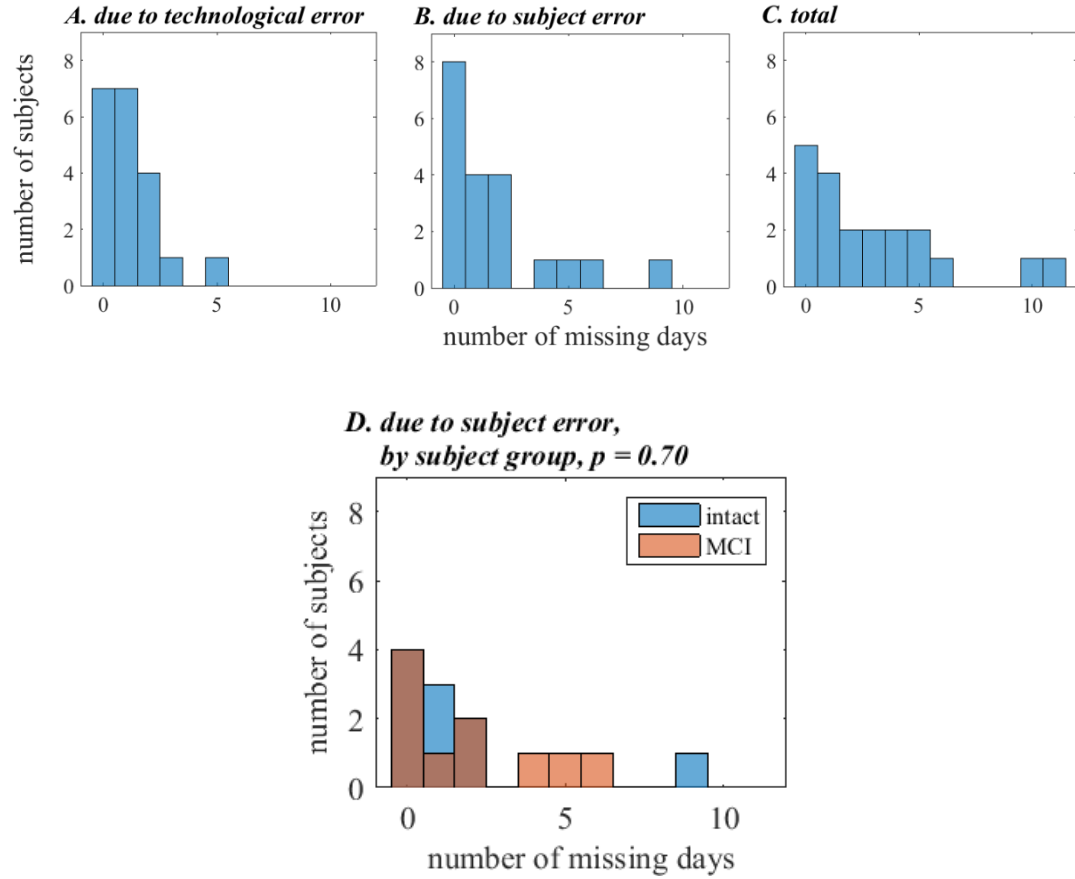 A. due to technological error
B. due to subject error
C. total
number of subjects
8
6
4
2
0
0 5 10
8
6
4
2
0
0 5 10
8
6
4
2
0
0 5 10
number of missing days
D. due to subject error,
by subject group, p = 0.70
number of subjects
8
6
4
2
0
intact
MCI
0 5 10
number of missing days